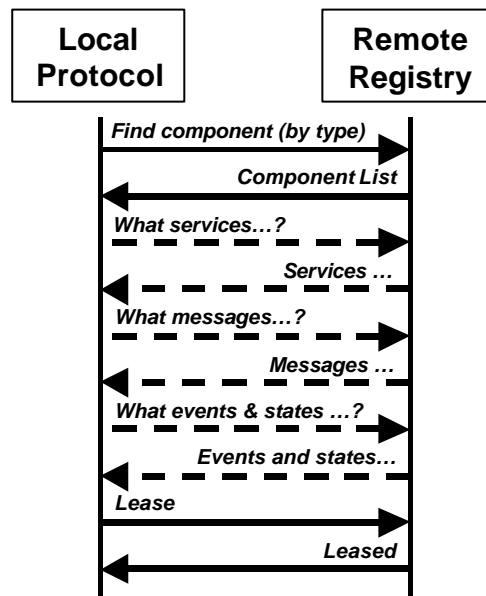 Local
Protocol
Remote
Registry
Find component (by type)
Component List
What services…?
Services …
What messages…?
Messages …
What events & states …?
Events and states…
Lease
Leased